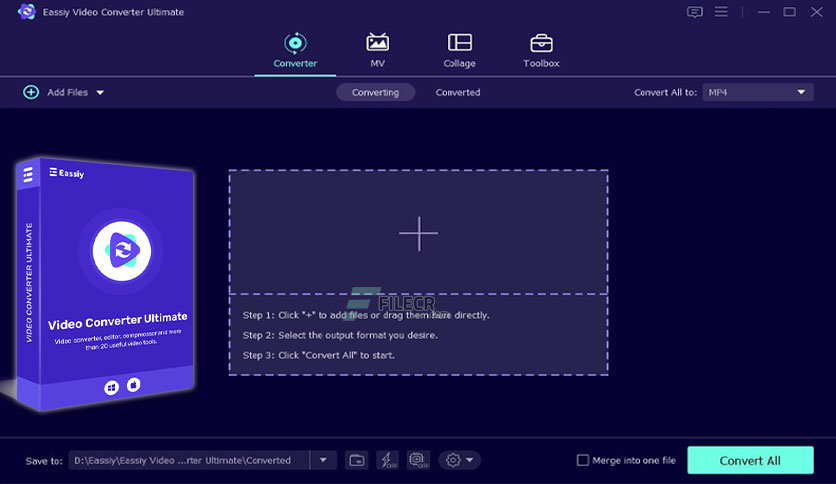 Eassiy Video Converter Ultimate
Converter
MV
Collage
Toolbox
Add Files
Converting
Converted
Convert All to:
MP4
Eassiy
VIDEO CONVERTER ULTIMATE
Video Converter Ultimate
Video converter, editor, compressor and more
than 20 useful video tools.
FILECR
Step 1: Click "+" to add files or drag them here directly.
Step 2: Select the output format you desire.
Step 3: Click "Convert All" to start.
Save to:
D:\Eassiy\Eassiy Video ...rter Ultimate\Converted
OFF
OFF
Merge into one file
Convert All